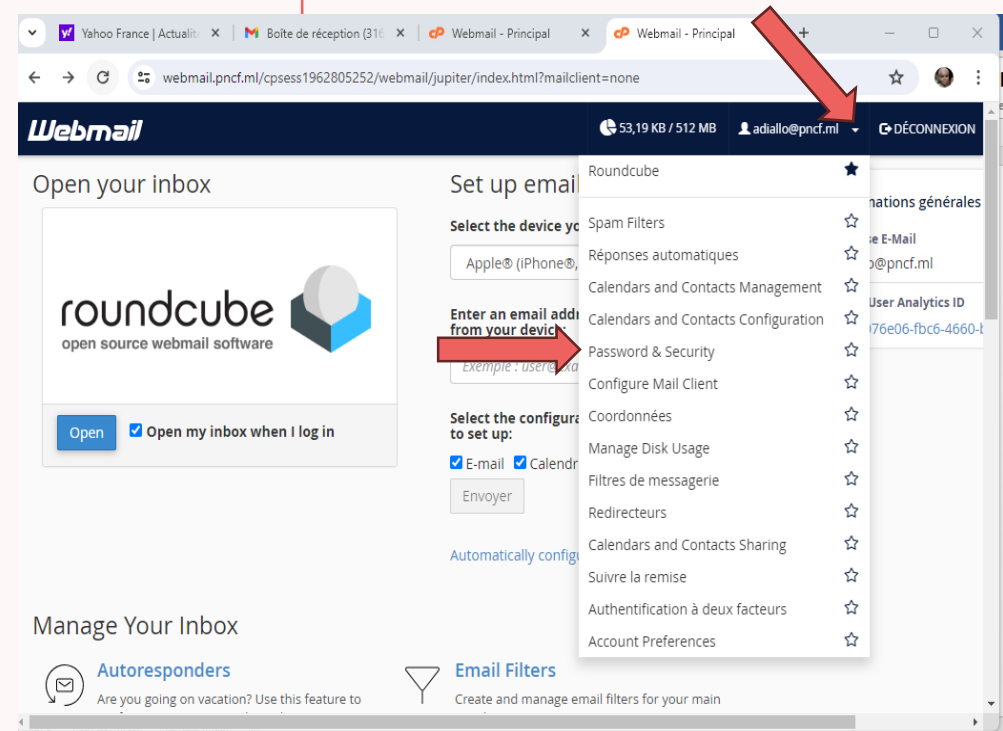 Yahoo France | Actualité
Boîte de réception (316
Webmail - Principal
Webmail - Principal
webmail.pncf.ml/cpsess1962805252/webmail/jupiter/index.html?mailclient=none
Webmail
53,19 KB / 512 MB
adiallo@pncf.ml
DÉCONNEXION
Open your inbox
roundcube
open source webmail software
Open
Open my inbox when I log in
Set up email
Select the device yo
Apple® (iPhone®,
Enter an email addr
from your device:
Exemple : user@
Select the configura
to set up:
E-mail
Calendr
Envoyer
Automatically config
Roundcube
Spam Filters
Réponses automatiques
Calendars and Contacts Management
Calendars and Contacts Configuration
Password & Security
Configure Mail Client
Coordonnées
Manage Disk Usage
Filtres de messagerie
Redirecteurs
Calendars and Contacts Sharing
Suivre la remise
Authentification à deux facteurs
Account Preferences
mations générales
se E-Mail
o@pncf.ml
User Analytics ID
076e06-fbc6-4660-b
Manage Your Inbox
Autoresponders
Are you going on vacation? Use this feature to
Email Filters
Create and manage email filters for your main